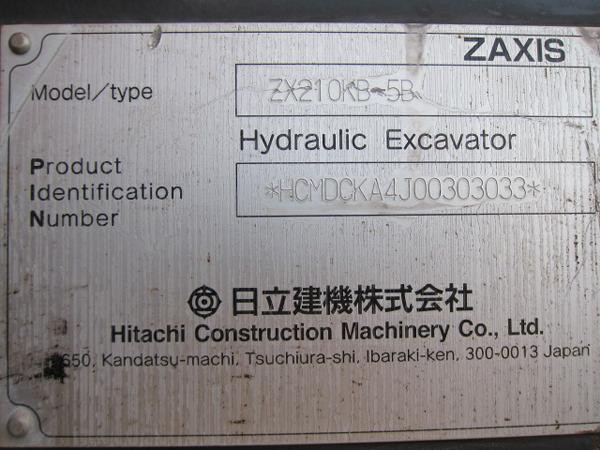 ZAXIS
Model/type ZX210KB-5B
Hydraulic Excavator
Product
Identification *HCMDCKA4J00303033*
Number
日立建機株式会社
Hitachi Construction Machinery Co., Ltd.
650, Kandatsu-machi, Tsuchiura-shi, Ibaraki-ken, 300-0013 Japan